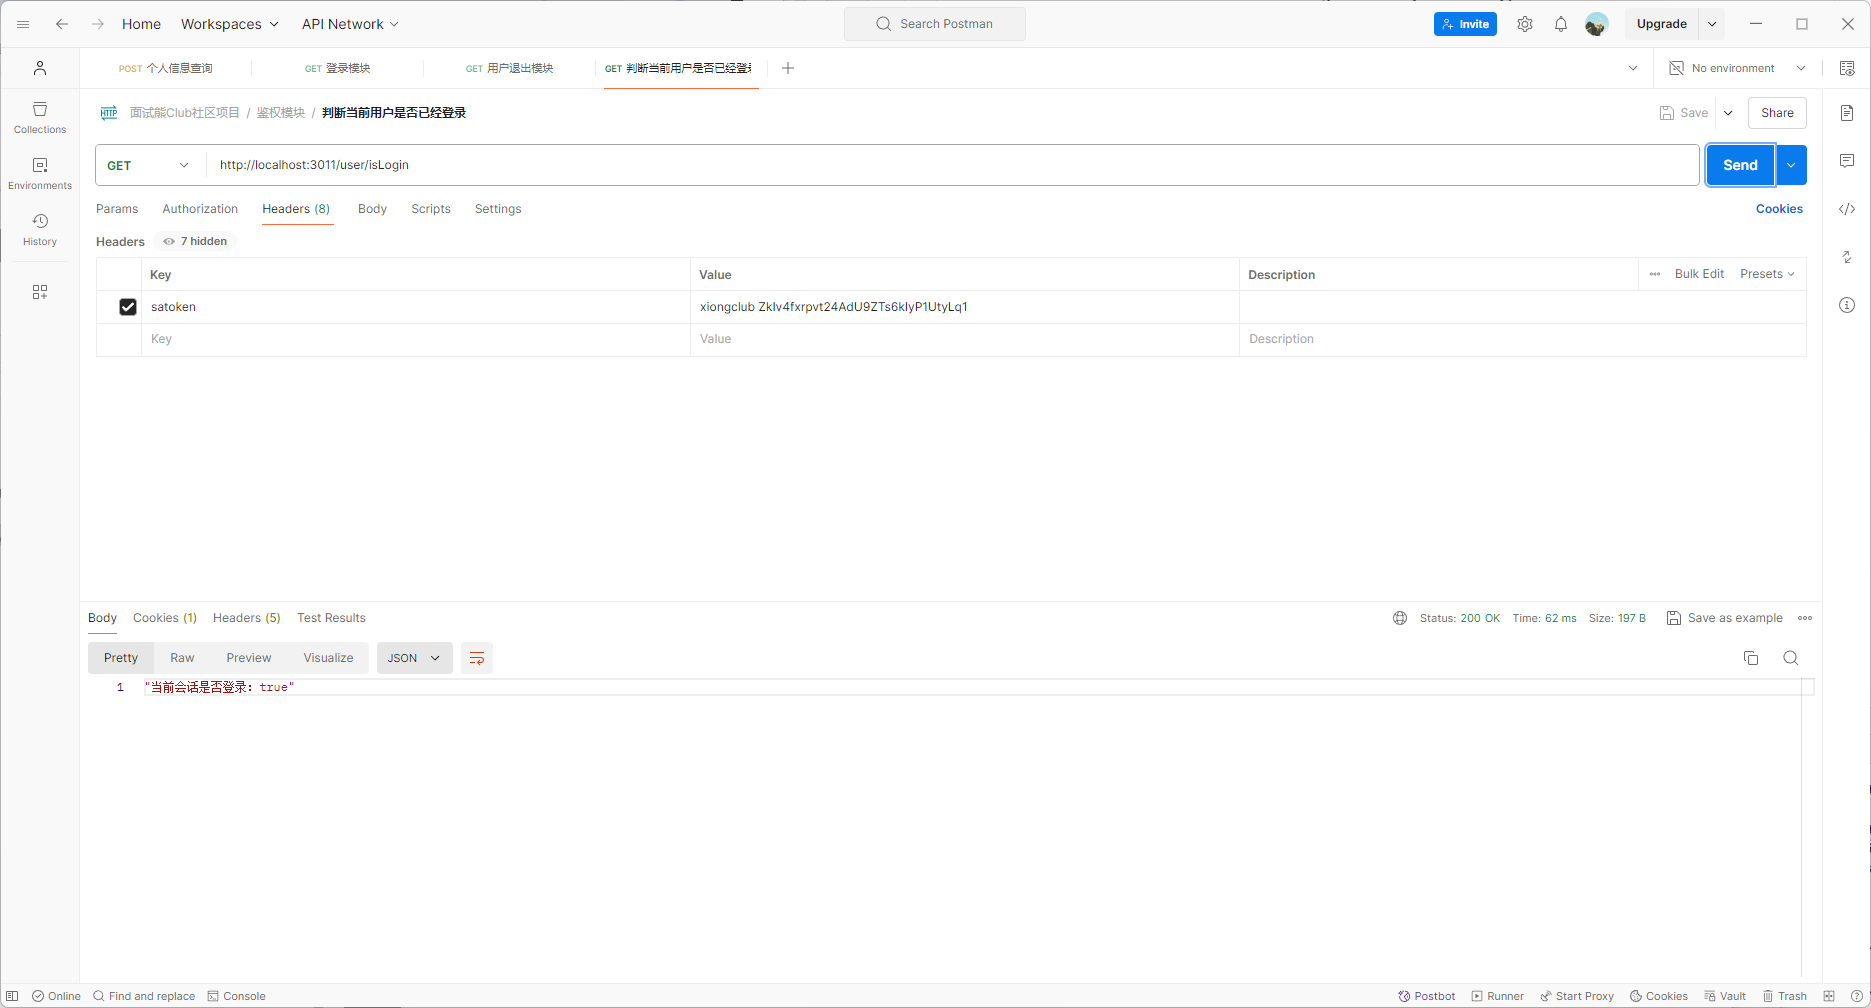 Home Workspaces API Network Search Postman Invite Upgrade
POST 个人信息查询 GET 登录模块 GET 用户退出模块 GET 判断当前用户是否已经登录 No environment
HTTP 面试熊Club社区项目 / 鉴权模块 / 判断当前用户是否已经登录 Save Share
Collections
GET http://localhost:3011/user/isLogin Send
Environments
Params Authorization Headers (8) Body Scripts Settings Cookies
History
Headers 7 hidden
Key Value Description Bulk Edit Presets
satoken xiongclub ZkIv4fxrpvt24AdU9ZTs6kIyP1UtyLq1
Key Value Description
Body Cookies (1) Headers (5) Test Results Status: 200 OK Time: 62 ms Size: 197 B Save as example
Pretty Raw Preview Visualize JSON
1 "当前会话是否登录：true"
Online Find and replace Console Postbot Runner Start Proxy Cookies Vault Trash